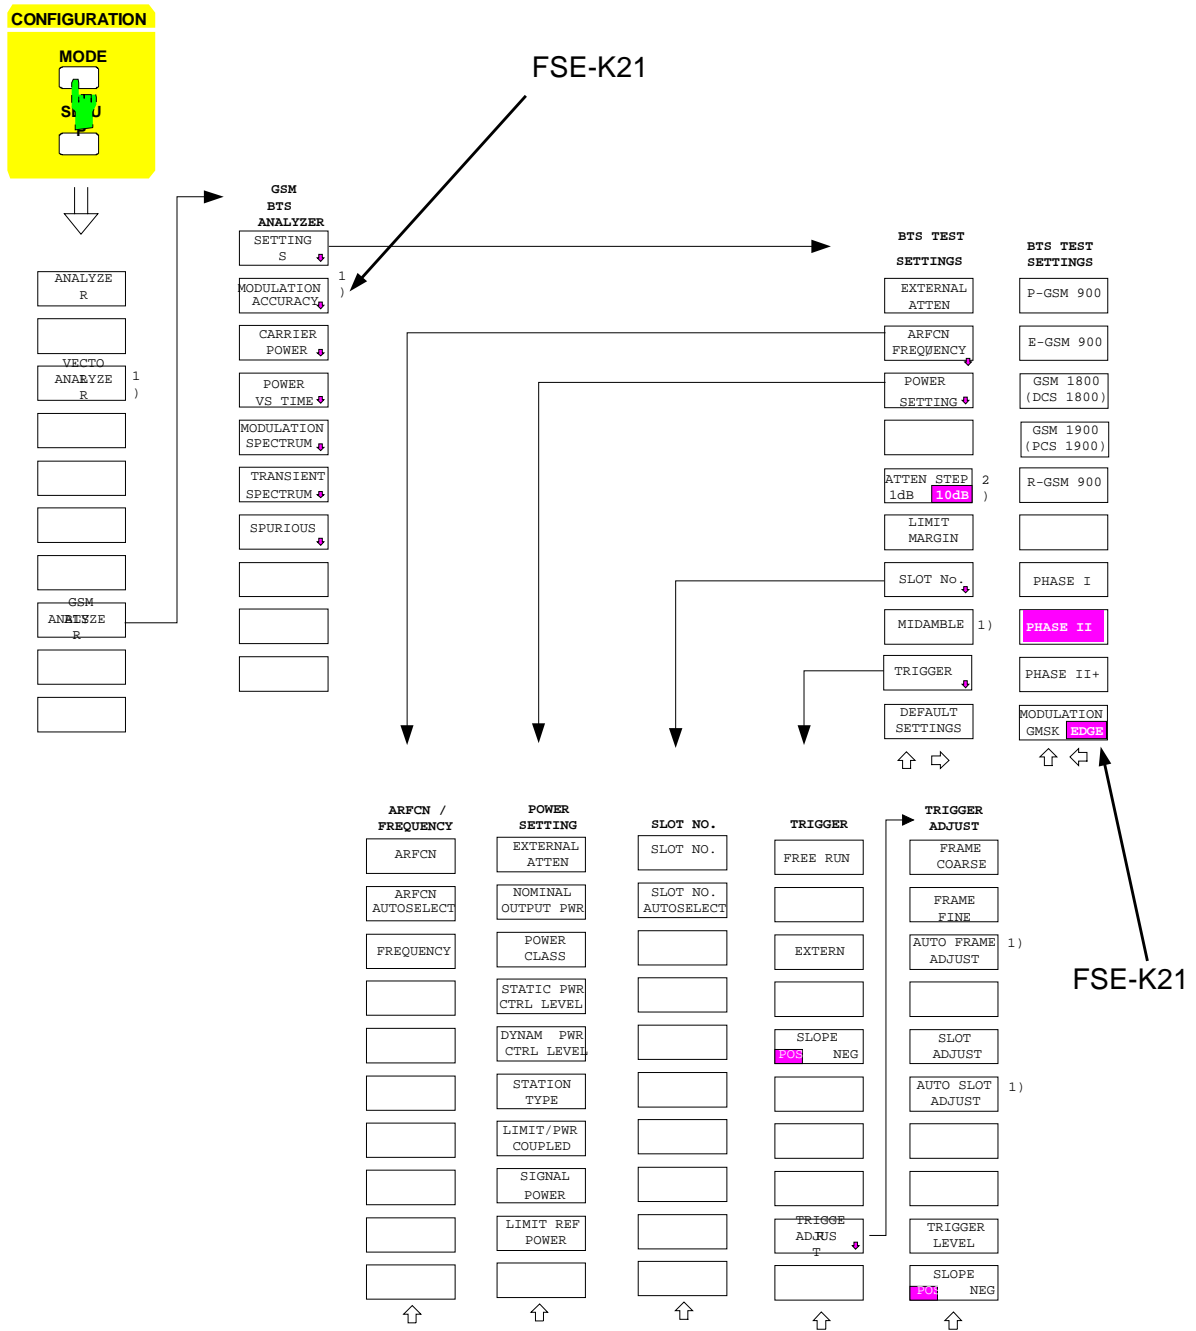 CONFIGURATION
MODE
FSE-K21
ANALYZE
R
VECTO
ANALYZE
R
1
)
GSM
BTS
ANALYZE
R
GSM
BTS
ANALYZER
SETTING
S
MODULATION
ACCURACY
1
)
CARRIER
POWER
POWER
VS TIME
MODULATION
SPECTRUM
TRANSIENT
SPECTRUM
SPURIOUS
BTS TEST
SETTINGS
EXTERNAL
ATTEN
ARFCN
FREQUENCY
POWER
SETTING
ATTEN STEP
1dB 10dB
2
)
LIMIT
MARGIN
SLOT No.
MIDAMBLE 1)
TRIGGER
DEFAULT
SETTINGS
BTS TEST
SETTINGS
P-GSM 900
E-GSM 900
GSM 1800
(DCS 1800)
GSM 1900
(PCS 1900)
R-GSM 900
PHASE I
PHASE II
PHASE II+
MODULATION
GMSK EDGE
FSE-K21
ARFCN /
FREQUENCY
ARFCN
ARFCN
AUTOSELECT
FREQUENCY
POWER
SETTING
EXTERNAL
ATTEN
NOMINAL
OUTPUT PWR
POWER
CLASS
STATIC PWR
CTRL LEVEL
DYNAM PWR
CTRL LEVEL
STATION
TYPE
LIMIT/PWR
COUPLED
SIGNAL
POWER
LIMIT REF
POWER
SLOT NO.
SLOT NO.
SLOT NO.
AUTOSELECT
TRIGGER
FREE RUN
EXTERN
SLOPE
POS NEG
TRIGGE
R
ADJUS
T
TRIGGER
ADJUST
FRAME
COARSE
FRAME
FINE
AUTO FRAME
ADJUST
1)
SLOT
ADJUST
AUTO SLOT
ADJUST
1)
TRIGGER
LEVEL
SLOPE
POS NEG